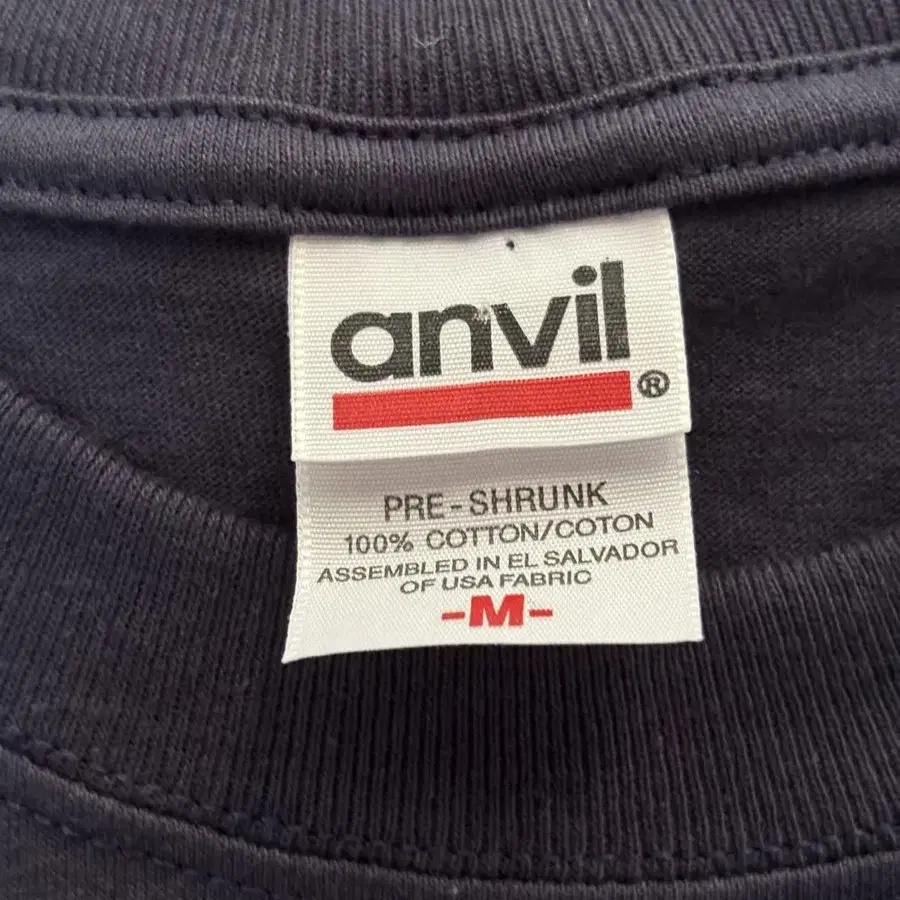 anvil®
PRE-SHRUNK
100% COTTON/COTON
ASSEMBLED IN EL SALVADOR
OF USA FABRIC
-M-